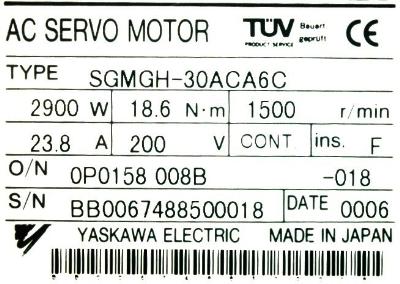 AC SERVO MOTOR TÜV Bauart geprüft CE
PRODUCT SERVICE
TYPE SGMGH-30ACA6C
2900 W 18.6 N·m 1500 r/min
23.8 A 200 V CONT. ins. F
O/N 0P0158 008B -018
S/N BB0067488500018 DATE 0006
YASKAWA ELECTRIC MADE IN JAPAN